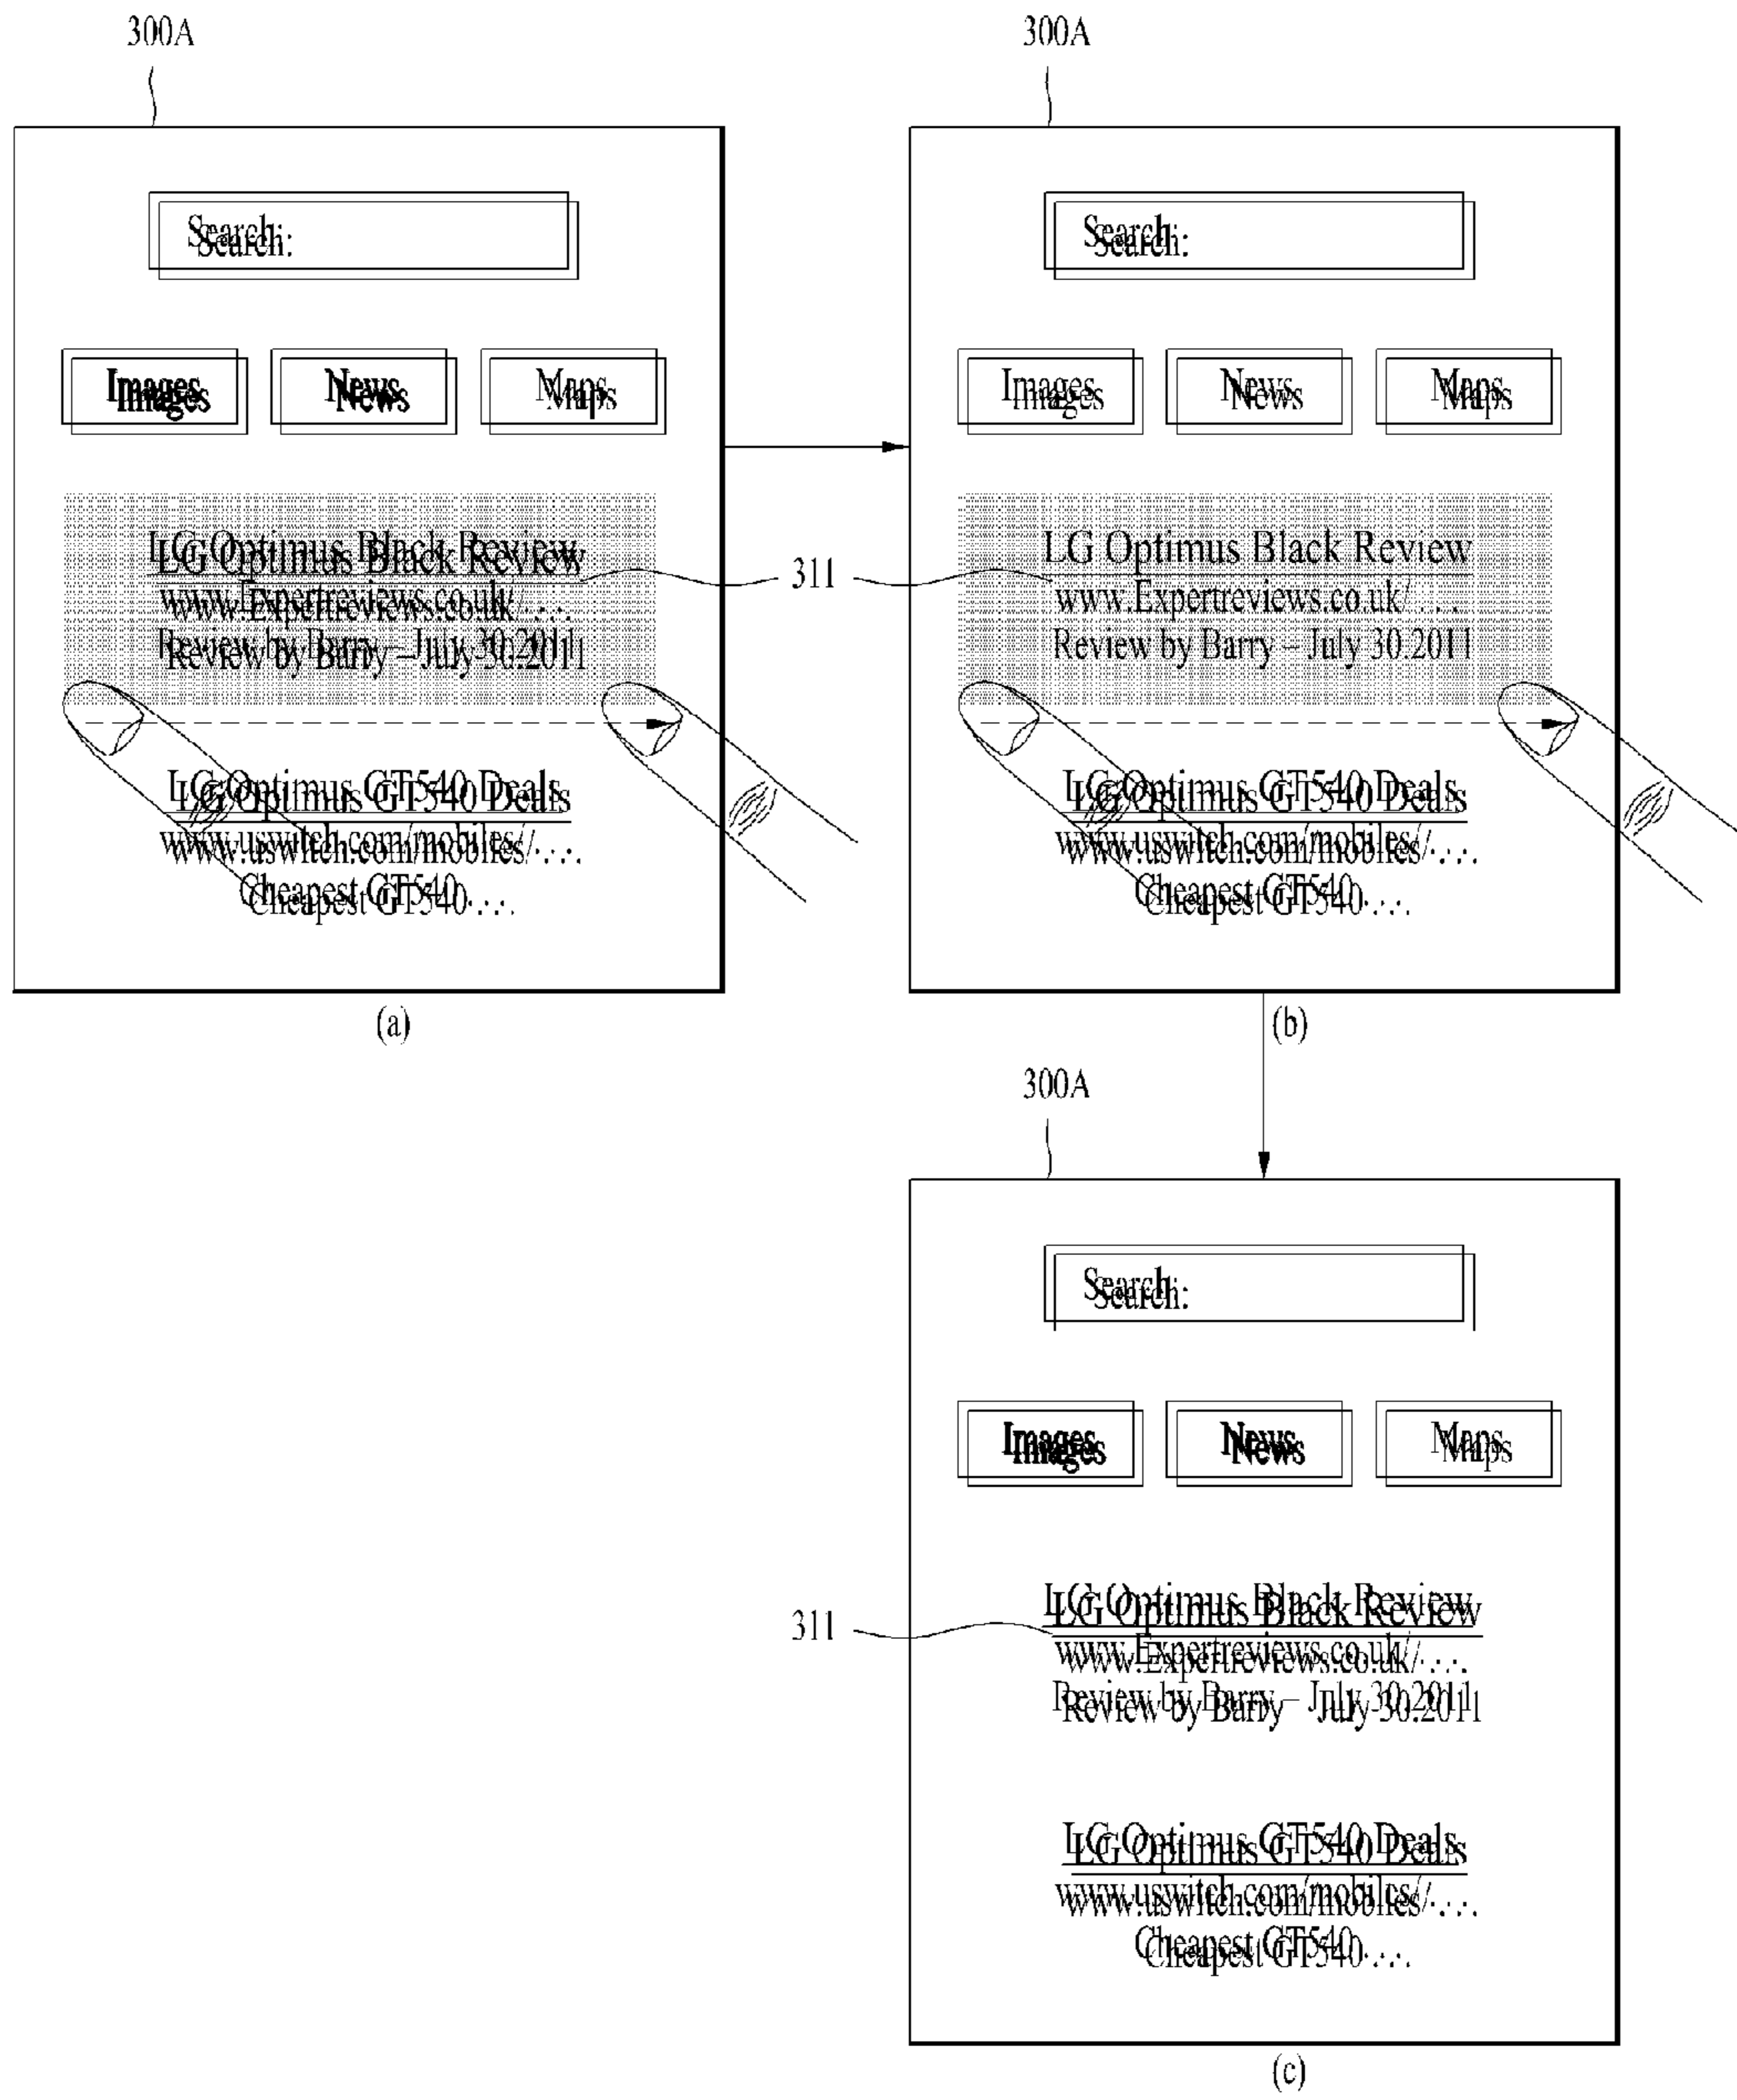 300A
300A
Search:
Images News Maps
LG Optimus Black Review
www.Expertreviews.co.uk/....
Review by Barry – July 30.2011
LG Optimus GT540 Deals
www.uswitch.com/mobiles/....
Cheapest GT540 ....
(a)
311
Search:
Images News Maps
LG Optimus Black Review
www.Expertreviews.co.uk/....
Review by Barry – July 30.2011
LG Optimus GT540 Deals
www.uswitch.com/mobiles/....
Cheapest GT540 ....
(b)
300A
Search:
Images News Maps
311
LG Optimus Black Review
www.Expertreviews.co.uk/....
Review by Barry – July 30.2011
LG Optimus GT540 Deals
www.uswitch.com/mobiles/....
Cheapest GT540 ....
(c)